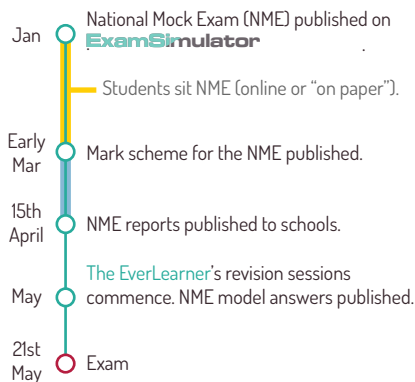 Jan
National Mock Exam (NME) published on
ExamSimulator
Students sit NME (online or “on paper”).
Early
Mar
Mark scheme for the NME published.
15th
April
NME reports published to schools.
The EverLearner’s revision sessions
May
commence. NME model answers published.
21st
May
Exam